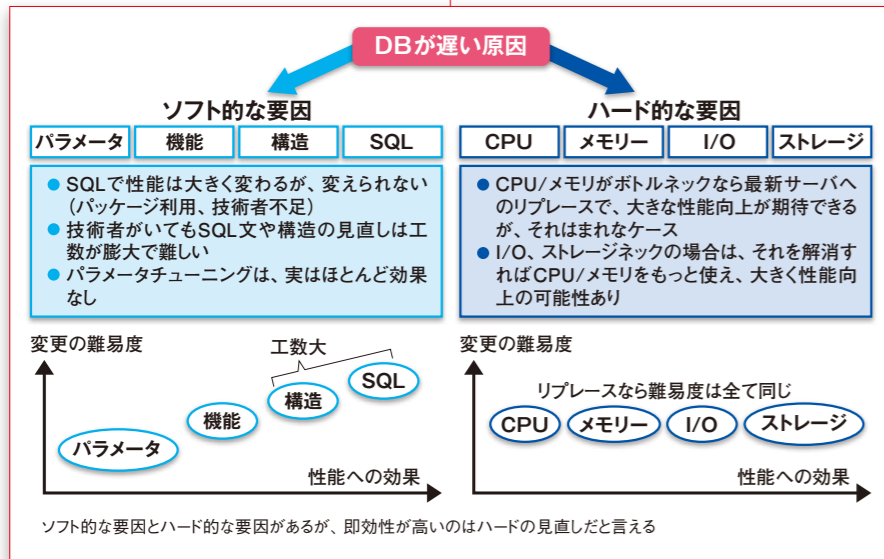 DBが遅い原因
ソフト的な要因
パラメータ 機能 構造 SQL
● SQLで性能は大きく変わるが、変えられない
（パッケージ利用、技術者不足）
● 技術者がいてもSQL文や構造の見直しは工
数が膨大で難しい
● パラメータチューニングは、実はほとんど効果
なし
変更の難易度
工数大
SQL
構造
機能
パラメータ
性能への効果
ハード的な要因
CPU メモリー I/O ストレージ
● CPU/メモリがボトルネックなら最新サーバへ
のリプレースで、大きな性能向上が期待できる
が、それはまれなケース
● I/O、ストレージネックの場合は、それを解消す
ればCPU/メモリをもっと使え、大きく性能向
上の可能性あり
変更の難易度
リプレースなら難易度は全て同じ
CPU メモリー I/O ストレージ
性能への効果
ソフト的な要因とハード的な要因があるが、即効性が高いのはハードの見直しだと言える